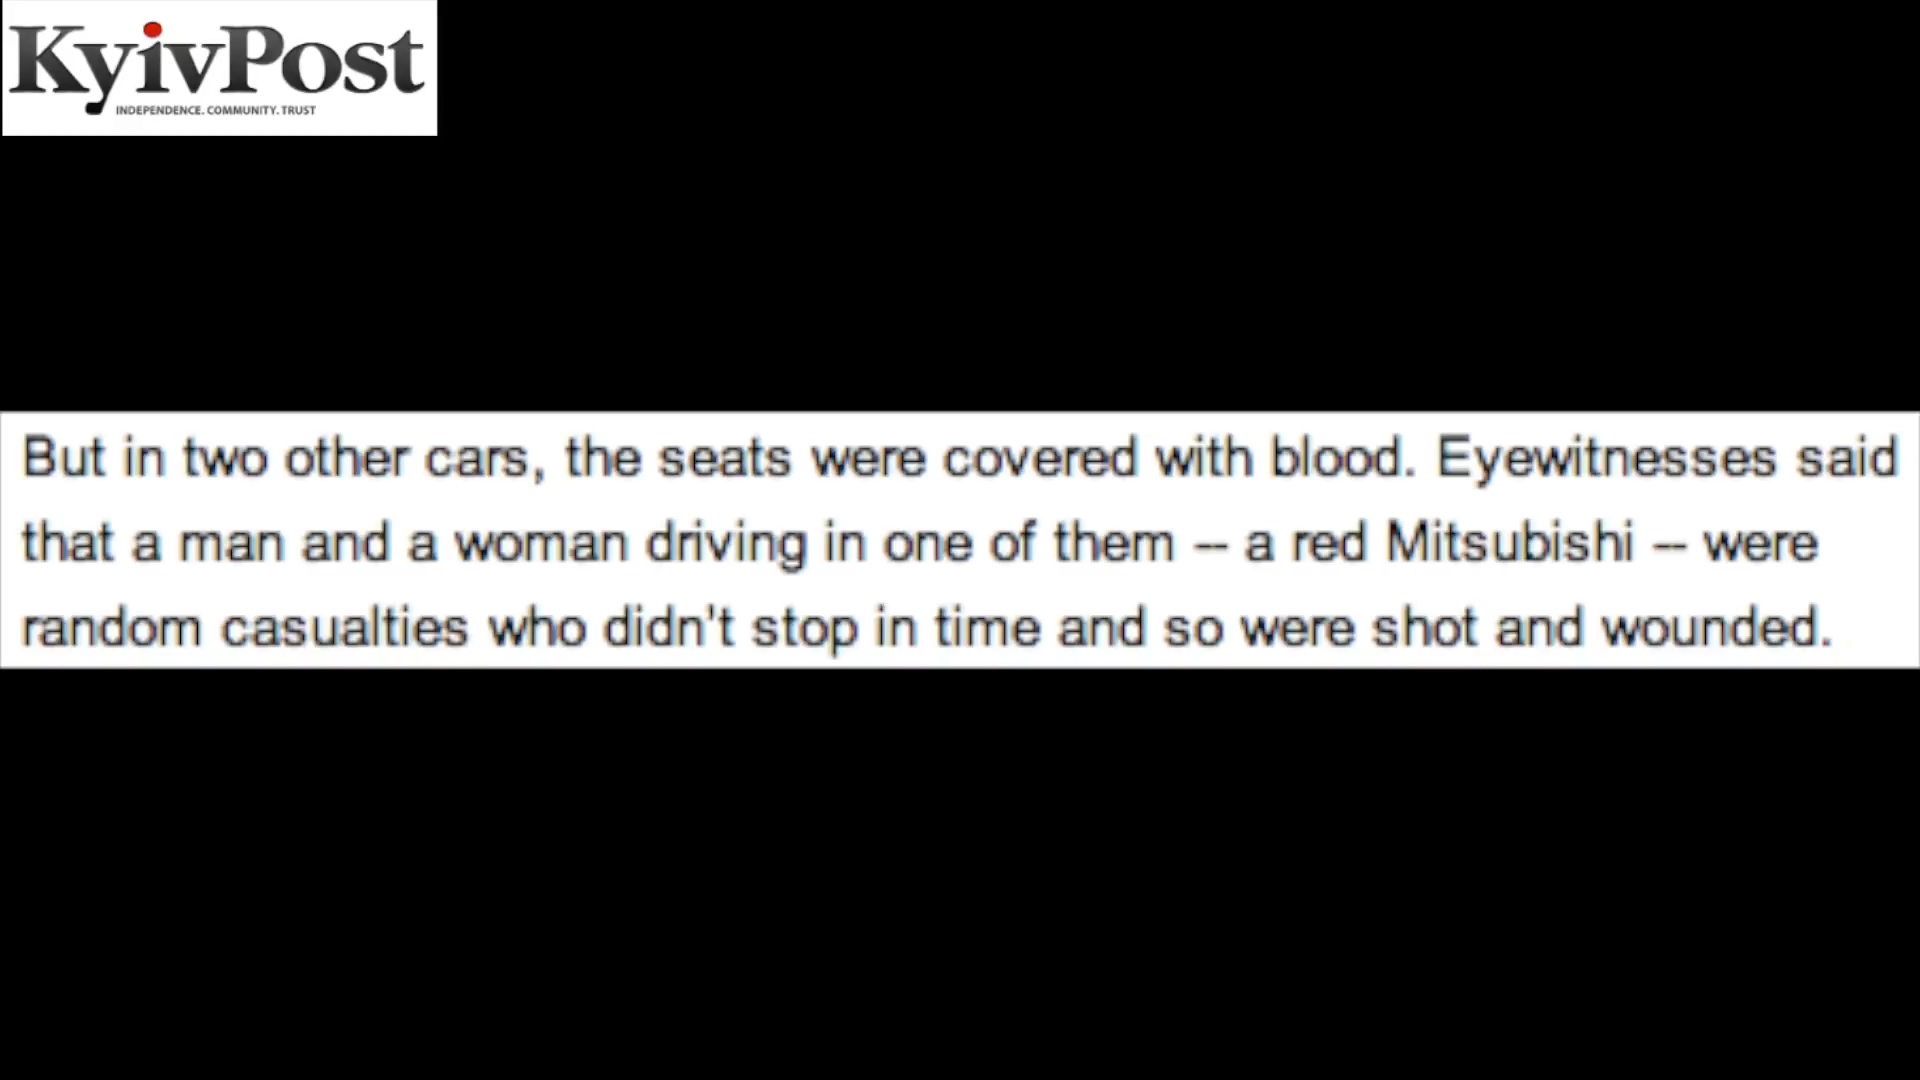 KyivPost
INDEPENDENCE. COMMUNITY. TRUST
But in two other cars, the seats were covered with blood. Eyewitnesses said
that a man and a woman driving in one of them -- a red Mitsubishi -- were
random casualties who didn't stop in time and so were shot and wounded.